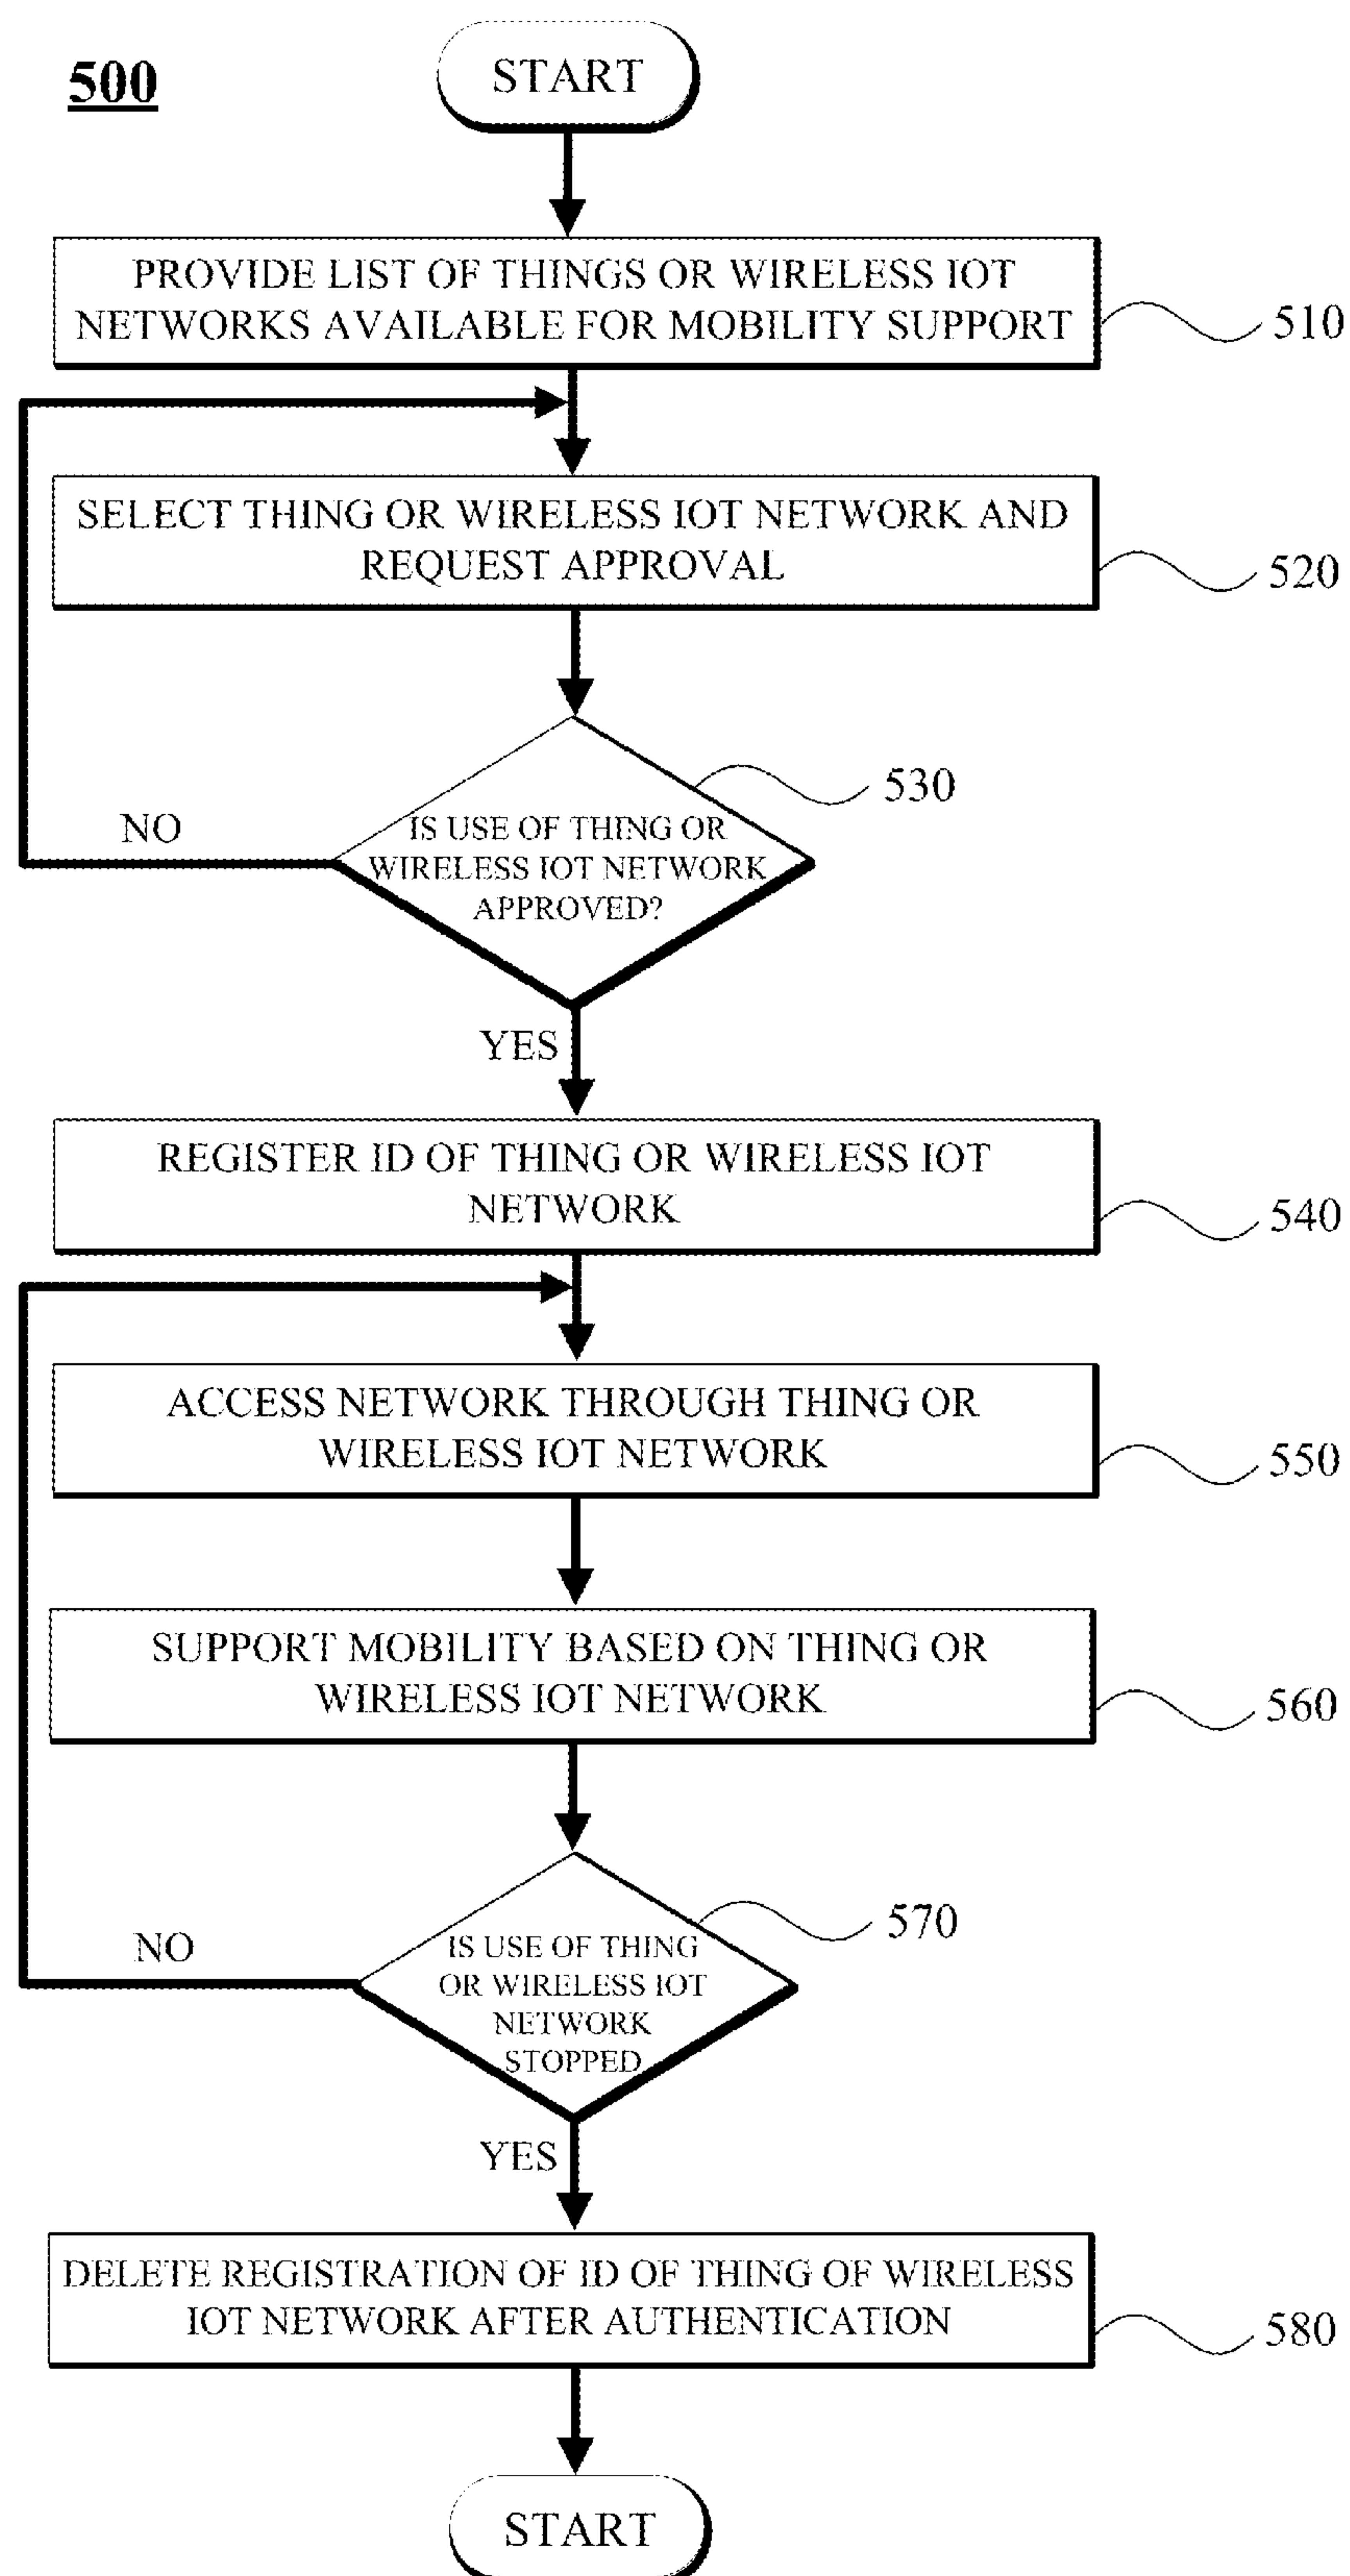 500
START
PROVIDE LIST OF THINGS OR WIRELESS IOT
NETWORKS AVAILABLE FOR MOBILITY SUPPORT
510
SELECT THING OR WIRELESS IOT NETWORK AND
REQUEST APPROVAL
520
530
IS USE OF THING OR
WIRELESS IOT NETWORK
APPROVED?
NO
YES
REGISTER ID OF THING OR WIRELESS IOT
NETWORK
540
ACCESS NETWORK THROUGH THING OR
WIRELESS IOT NETWORK
550
SUPPORT MOBILITY BASED ON THING OR
WIRELESS IOT NETWORK
560
570
IS USE OF THING
OR WIRELESS IOT
NETWORK
STOPPED
NO
YES
DELETE REGISTRATION OF ID OF THING OF WIRELESS
IOT NETWORK AFTER AUTHENTICATION
580
START